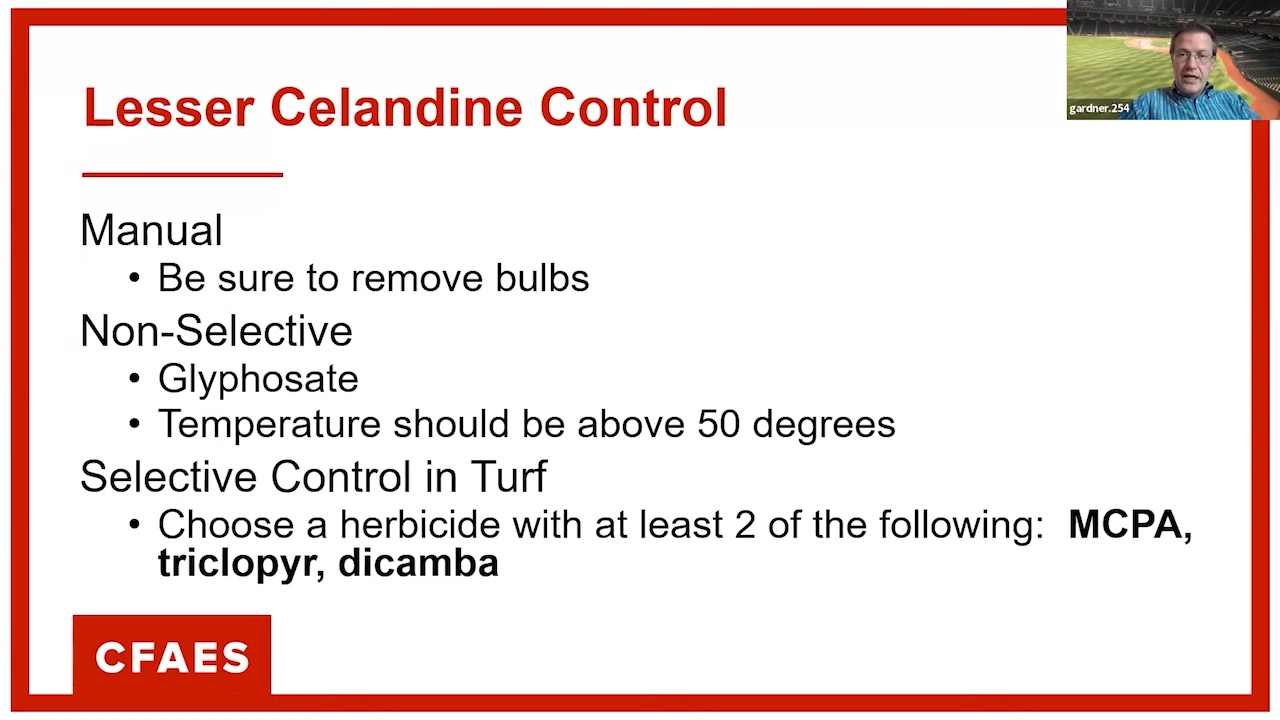 gardner.254
Lesser Celandine Control
Manual
• Be sure to remove bulbs
Non-Selective
• Glyphosate
• Temperature should be above 50 degrees
Selective Control in Turf
• Choose a herbicide with at least 2 of the following: MCPA,
triclopyr, dicamba
CFAES